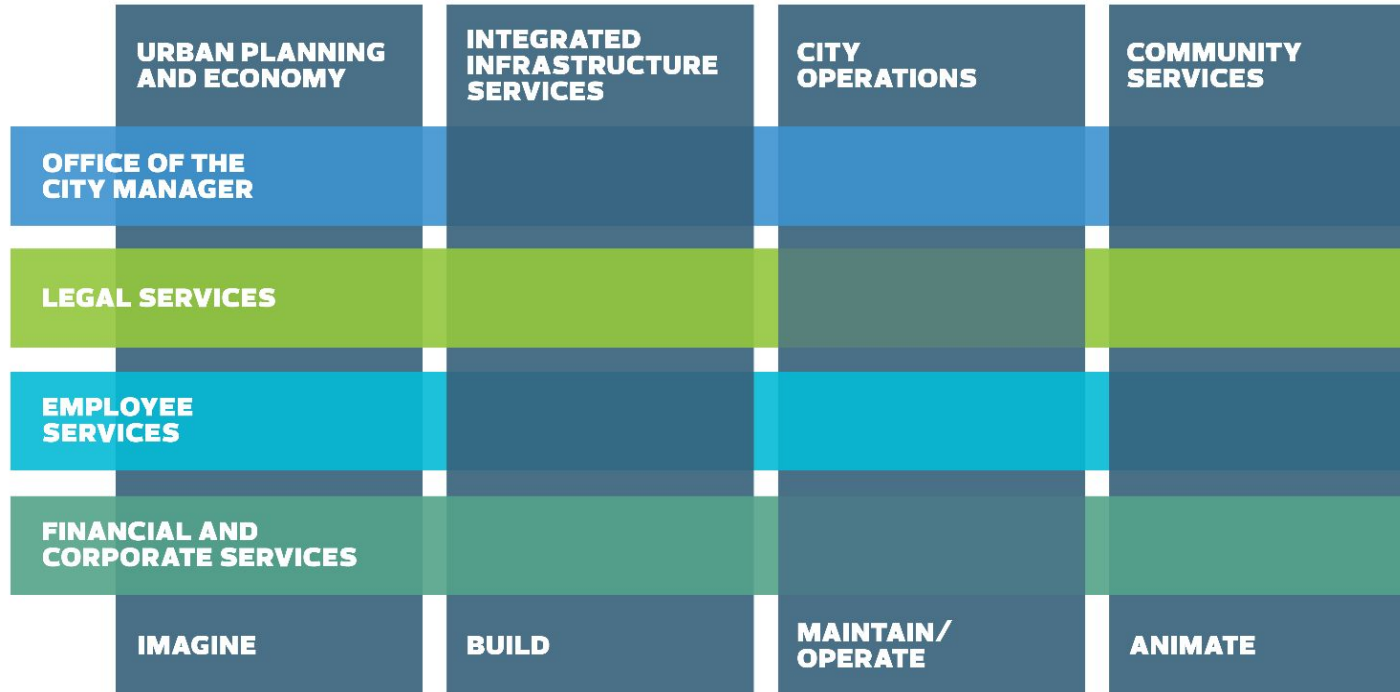 URBAN PLANNING
AND ECONOMY
INTEGRATED
INFRASTRUCTURE
SERVICES
CITY
OPERATIONS
COMMUNITY
SERVICES
OFFICE OF THE
CITY MANAGER
LEGAL SERVICES
EMPLOYEE
SERVICES
FINANCIAL AND
CORPORATE SERVICES
IMAGINE
BUILD
MAINTAIN/
OPERATE
ANIMATE